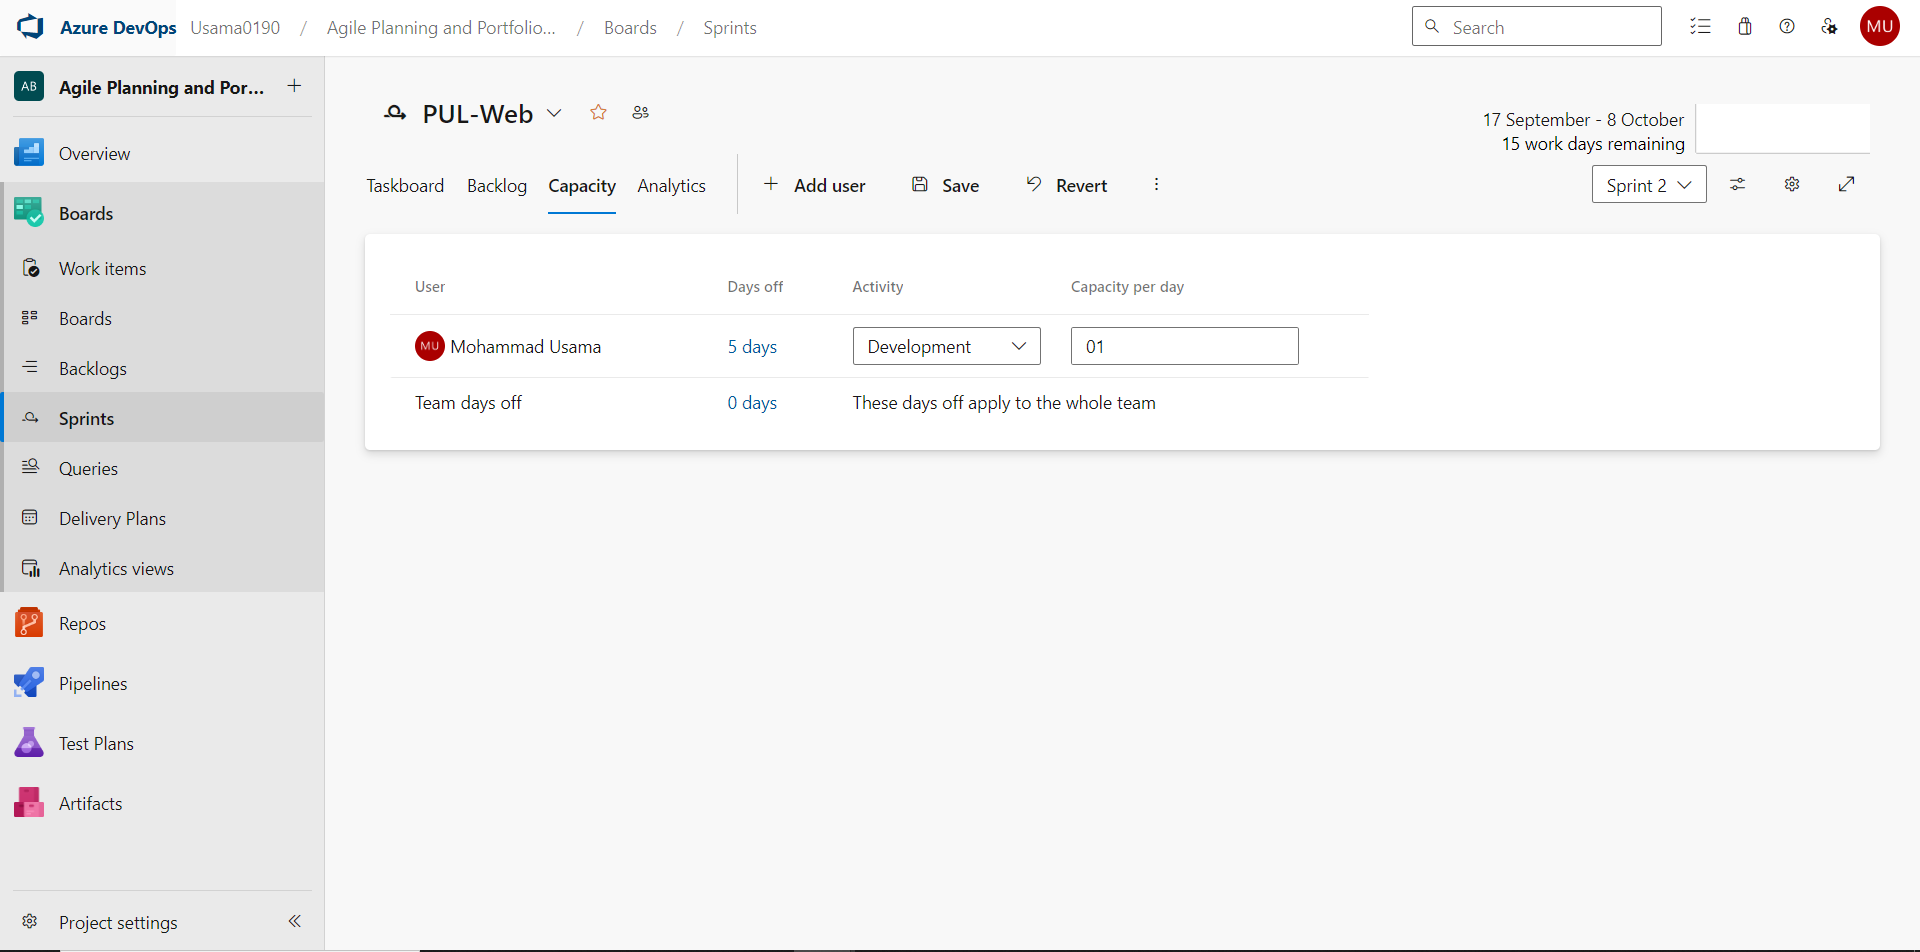 Azure DevOps Usama0190 / Agile Planning and Portfolio... / Boards / Sprints
Search
MU
AB Agile Planning and Por...
Overview
Boards
Work items
Boards
Backlogs
Sprints
Queries
Delivery Plans
Analytics views
Repos
Pipelines
Test Plans
Artifacts
Project settings
PUL-Web
17 September - 8 October
15 work days remaining
Taskboard Backlog Capacity Analytics Add user Save Revert
Sprint 2
User Days off Activity Capacity per day
MU Mohammad Usama 5 days Development 01
Team days off 0 days These days off apply to the whole team